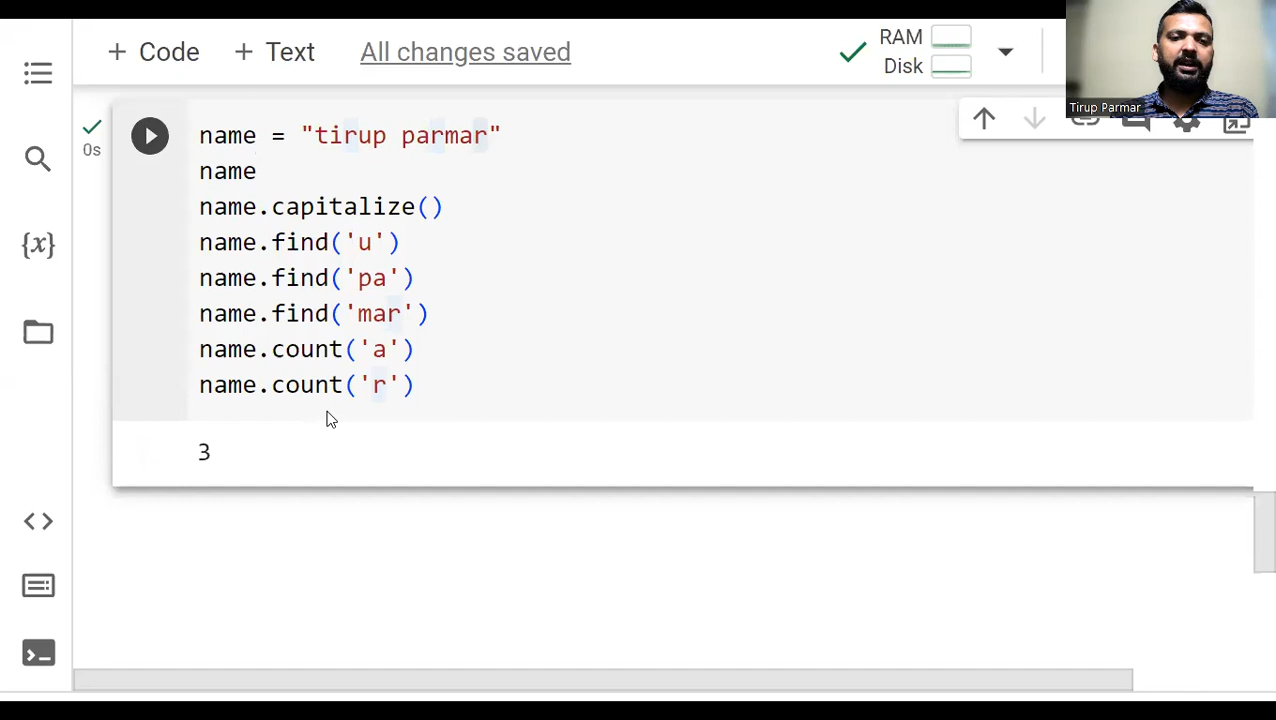 + Code + Text All changes saved
RAM
Disk
Tirup Parmar
0s
name = "tirup parmar"
name
name.capitalize()
name.find('u')
name.find('pa')
name.find('mar')
name.count('a')
name.count('r')
3
{x}